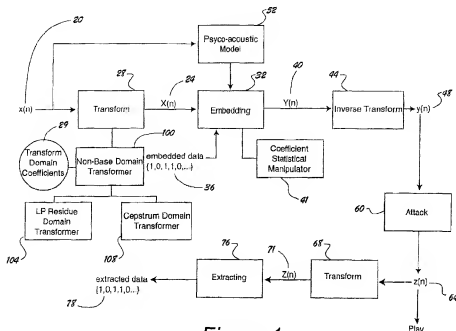 52
20
Psyco-acoustic
Model
28
24
32
40
44
x(n)
Transform
X(n)
Embedding
Y(n)
Inverse Transform
y(n)
48
29
100
Transform
Domain
Coefficients
Non-Base Domain
Transformer
embedded data
{1,0,1,1,0,...}
36
Coefficient
Statistical
Manipulator
41
60
Attack
LP Residue
Domain
Transformer
104
Cepstrum Domain
Transformer
108
76
71
68
extracted data
{1,0,1,1,0...}
78
Extracting
Z(n)
Transform
z(n)
64
Play